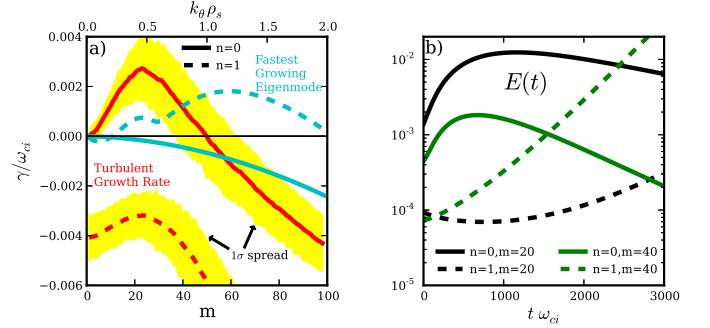 k_θ ρ_s
0.0 0.5 1.0 1.5 2.0
a)
n=0
n=1
Fastest
Growing
Eigenmode
Turbulent
Growth Rate
1σ spread
γ/ω_ci
0.004
0.002
0.000
−0.002
−0.004
−0.006
0 20 40 60 80 100
m
b)
E(t)
n=0,m=20
n=1,m=20
n=0,m=40
n=1,m=40
10^-2
10^-3
10^-4
10^-5
0 1000 2000 3000
t ω_ci